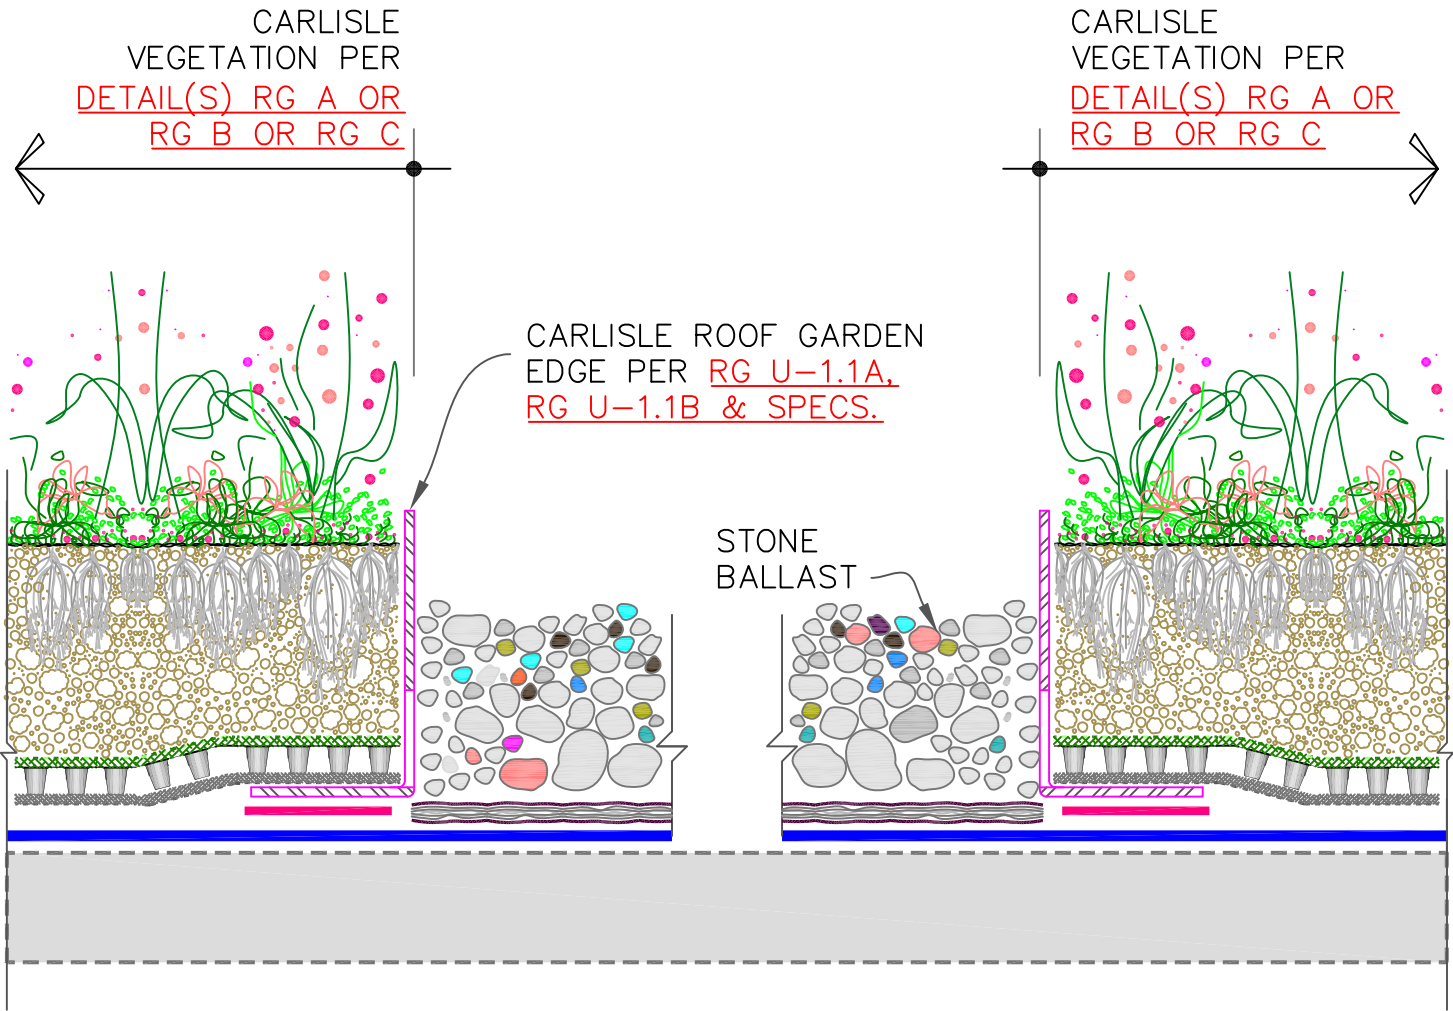 CARLISLE
VEGETATION PER
DETAIL(S) RG A OR
RG B OR RG C
CARLISLE
VEGETATION PER
DETAIL(S) RG A OR
RG B OR RG C
CARLISLE ROOF GARDEN
EDGE PER RG U-1.1A,
RG U-1.1B & SPECS.
STONE
BALLAST